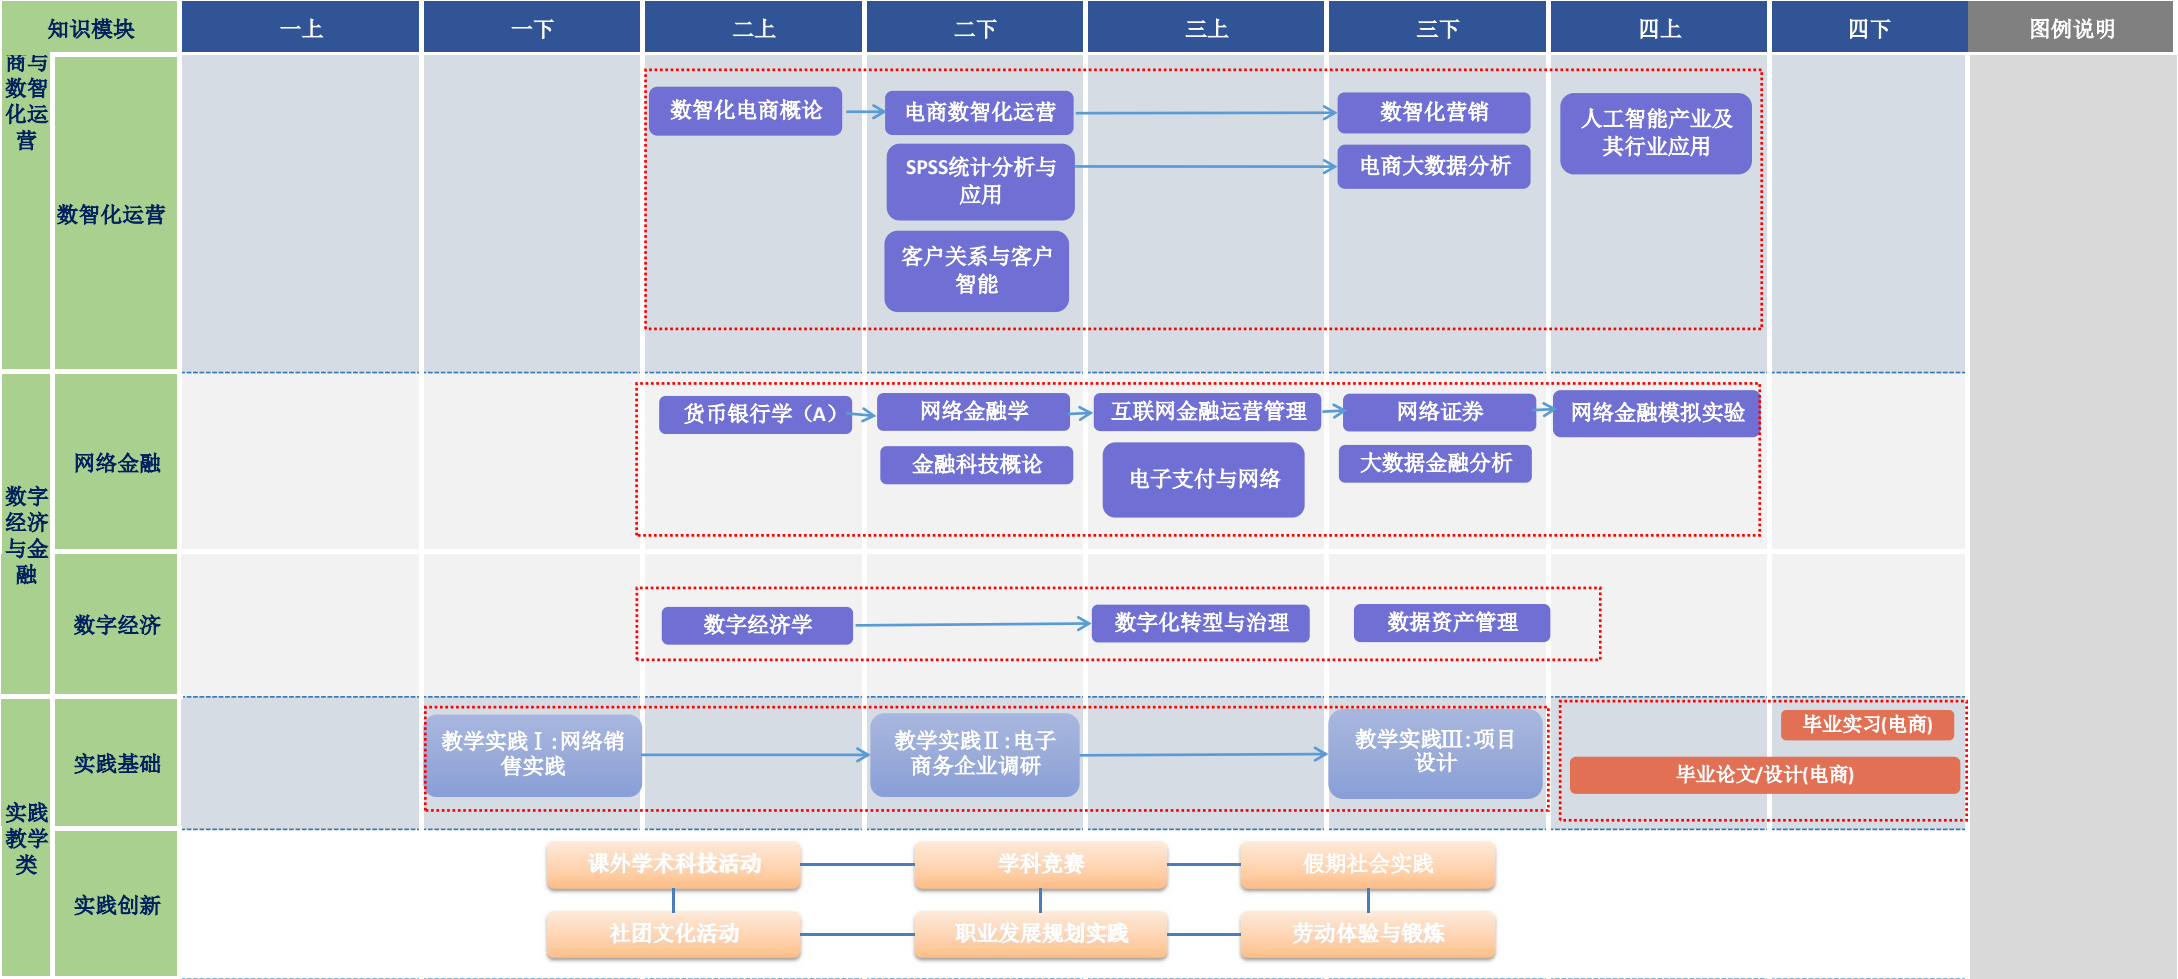 知识模块
一上
一下
二上
二下
三上
三下
四上
四下
图例说明
商与
数智
化运
营
数智化运营
数智化电商概论
电商数智化运营
数智化营销
人工智能产业及
其行业应用
SPSS统计分析与
应用
电商大数据分析
客户关系与客户
智能
数字
经济
与金
融
网络金融
货币银行学（A）
网络金融学
互联网金融运营管理
网络证券
网络金融模拟实验
金融科技概论
电子支付与网络
大数据金融分析
数字经济
数字经济学
数字化转型与治理
数据资产管理
实践
教学
类
实践基础
教学实践Ⅰ:网络销
售实践
教学实践Ⅱ:电子
商务企业调研
教学实践Ⅲ:项目
设计
毕业实习(电商)
毕业论文/设计(电商)
实践创新
课外学术科技活动
学科竞赛
假期社会实践
社团文化活动
职业发展规划实践
劳动体验与锻炼